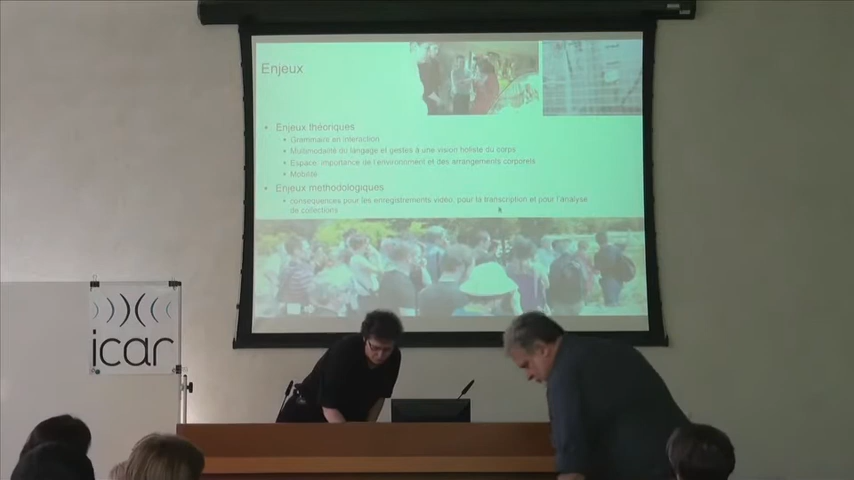 Enjeux
• Enjeux théoriques
• Grammaire en interaction
• Multimodalité du langage et gestes à une vision holiste du corps
• Espace, importance de l'environement et des arrangements corporels
• Mobilité
• Enjeux méthodologiques
• conséquences pour les enregistrements vidéo, pour la transcription et pour l'analyse
de collections
icar